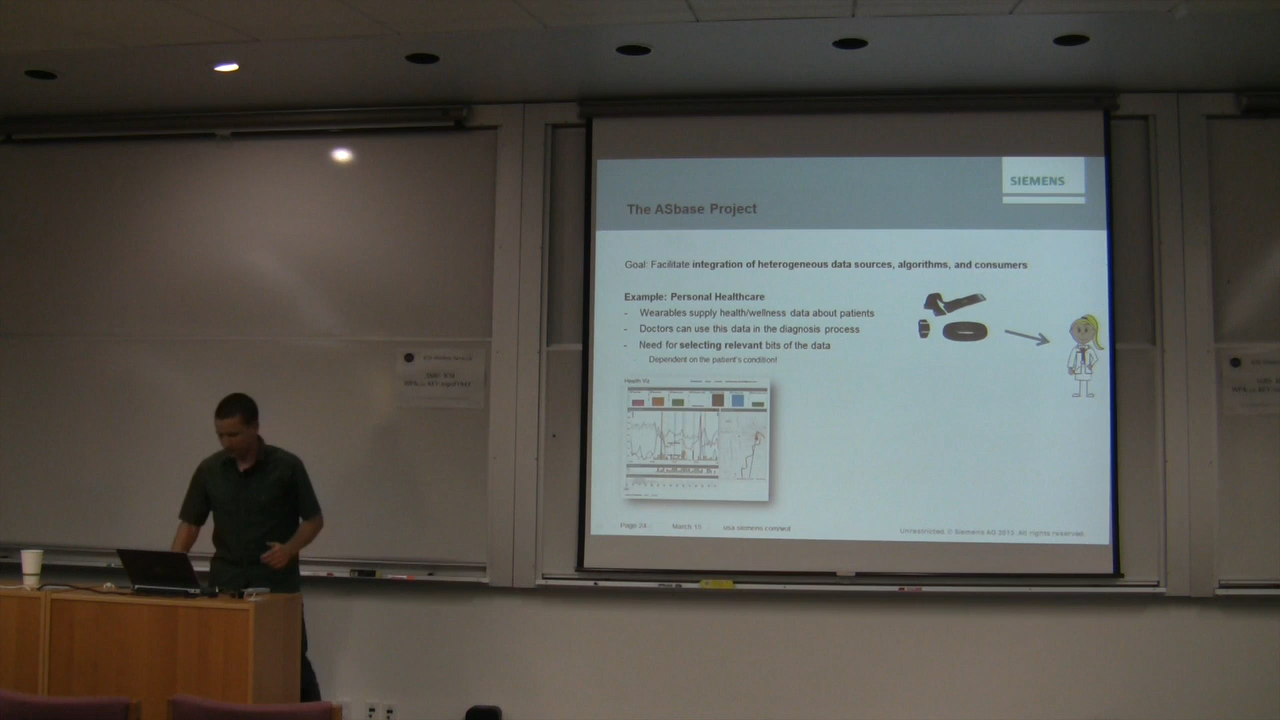 SIEMENS
The ASbase Project
Goal: Facilitate integration of heterogeneous data sources, algorithms, and consumers
Example: Personal Healthcare
- Wearables supply health/wellness data about patients
- Doctors can use this data in the diagnosis process
- Need for selecting relevant bits of the data
Dependent on the patient's condition!
Page 24 March 15 usa.siemens.com/wot
Unrestricted © Siemens AG 2013. All rights reserved.